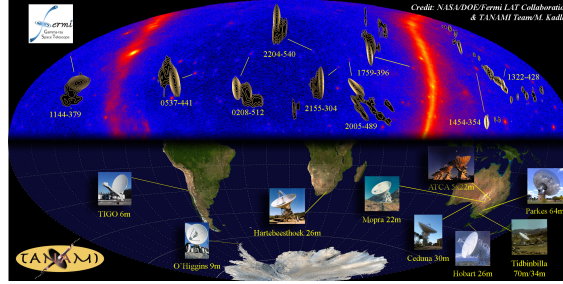 Credit: NASA/DOE/Fermi LAT Collaboration
& TANAMI Team/M. Kadler
Fermi
Gamma-ray
Space Telescope
2204-540
1759-396
1322-428
0537-441
1144-379
0208-512
2155-304
2005-489
1454-354
ATCA 5x22m
TIGO 6m
Hartebeesthoek 26m
Mopra 22m
Parkes 64m
O'Higgins 9m
Ceduna 30m
Hobart 26m
Tidbinbilla
70m/34m
TANAMI